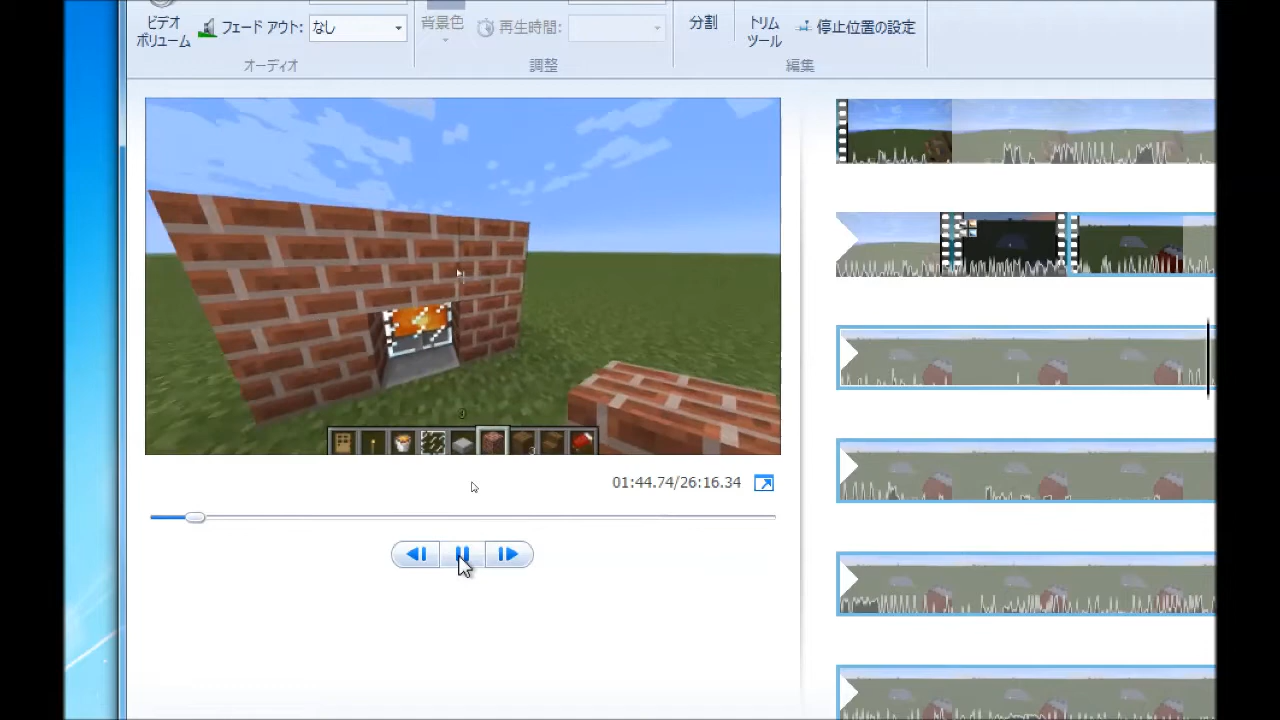 ビデオ
ボリューム
フェード アウト: なし
オーディオ
背景色
再生時間:
調整
分割
トリム
ツール
停止位置の設定
編集
9
3
01:44.74/26:16.34